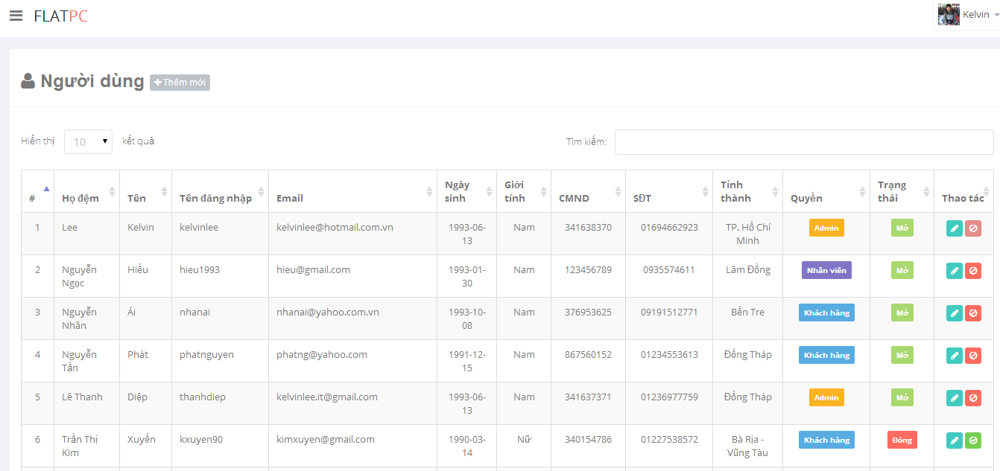 FLATPC
Kelvin
Người dùng
Thêm mới
Hiển thị 10 kết quả
Tìm kiếm:
# Họ đệm Tên Tên đăng nhập Email Ngày sinh Giới tính CMND SĐT Tỉnh thành Quyền Trạng thái Thao tác
1 Lee Kelvin kelvinlee kelvinlee@hotmail.com.vn 1993-06-13 Nam 341638370 01694662923 TP. Hồ Chí Minh Admin Mở
2 Nguyễn Ngọc Hiếu hieu1993 hieu@gmail.com 1993-01-30 Nam 123456789 0935574611 Lâm Đồng Nhân viên Mở
3 Nguyễn Nhân Ái nhanai nhanai@yahoo.com.vn 1993-10-08 Nam 376953625 09191512771 Bến Tre Khách hàng Mở
4 Nguyễn Tấn Phát phatnguyen phatng@yahoo.com 1991-12-15 Nam 867560152 01234553613 Đồng Tháp Khách hàng Mở
5 Lê Thanh Diệp thanhdiep kelvinlee.it@gmail.com 1993-06-13 Nam 341637371 01236977759 Đồng Tháp Admin Mở
6 Trần Thị Kim Xuyến kxuyen90 kimxuyen@gmail.com 1990-03-14 Nữ 340154786 01227538572 Bà Rịa - Vũng Tàu Khách hàng Đóng